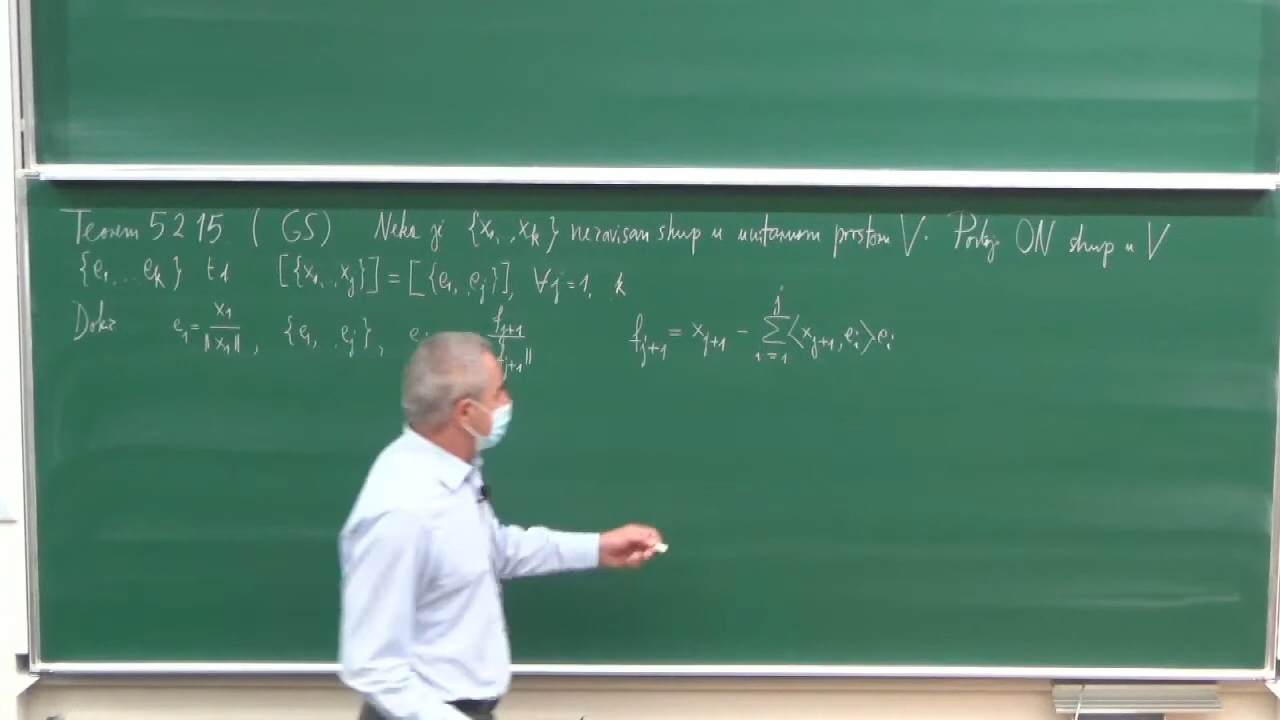 Teorem 5.2.15. (GS) Neka je {x₁,..,xₖ} nezavisan skup u unitarnom prostoru V. Postoji ON skup u V
{e₁,...eₖ} t.d. [{x₁,..,xⱼ}] = [{e₁,..,eⱼ}], ∀j=1,..k
Dokaz e₁ = x₁/‖x₁‖, {e₁,..,eⱼ}, fⱼ₊₁/‖fⱼ₊₁‖ fⱼ₊₁ = xⱼ₊₁ - ∑ᵢ₌₁ʲ ⟨xⱼ₊₁, eᵢ⟩eᵢ